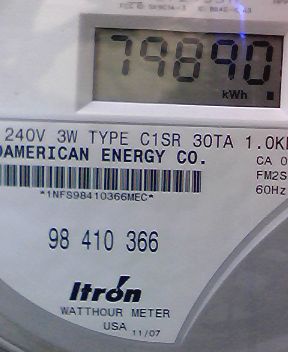 79890
kWh
240V 3W TYPE C1SR 30TA 1.0K
OAMERICAN ENERGY CO.
CA 0
FM2S
60Hz
*1NFS98410366MEC*
98 410 366
Itron
WATTHOUR METER
USA 11/07